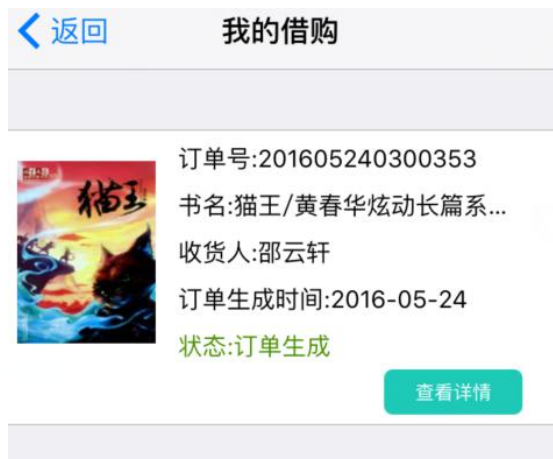 返回
我的借购
订单号:201605240300353
猫王
书名:猫王/黄春华炫动长篇系...
收货人:邵云轩
订单生成时间:2016-05-24
状态:订单生成
查看详情